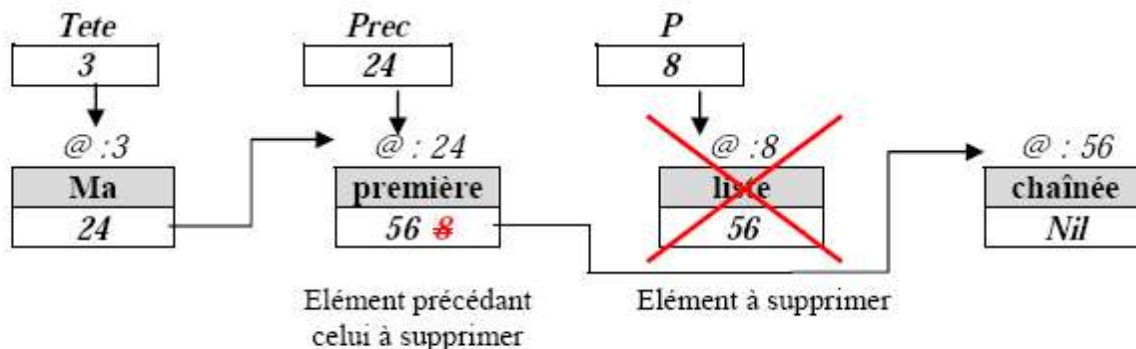 Tete Prec P
3 24 8
@ :3 @ : 24 @ :8 @ : 56
Ma première liste chaînée
24 56 8 56 Nil
Elément précédant Elément à supprimer
celui à supprimer